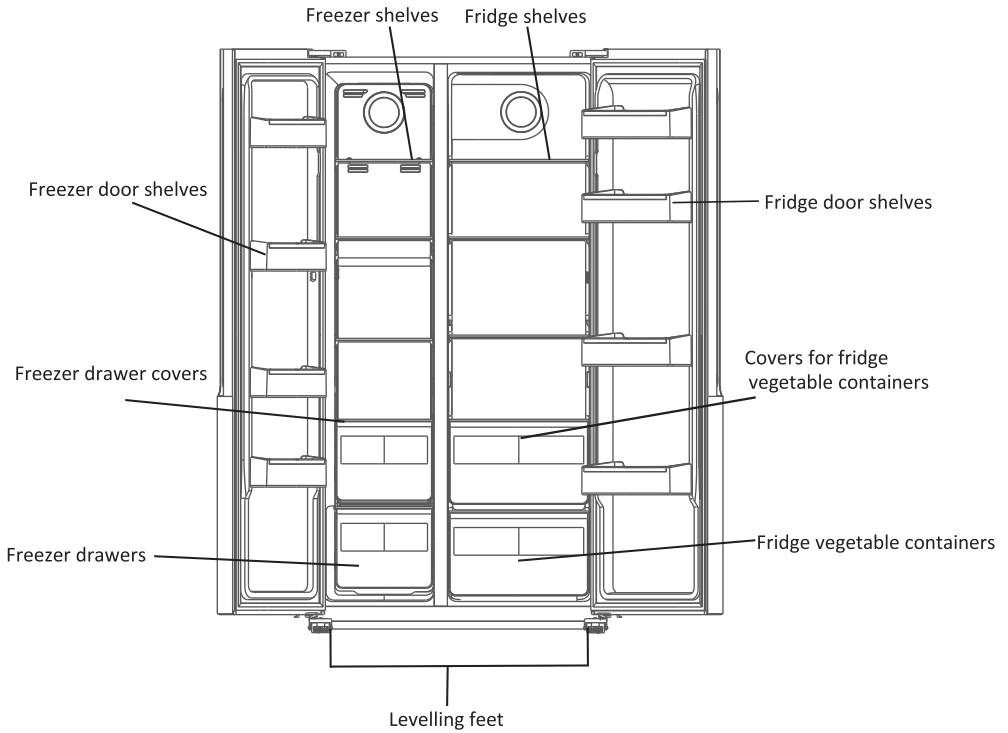 Freezer shelves
Fridge shelves
Freezer door shelves
Fridge door shelves
Freezer drawer covers
Covers for fridge
vegetable containers
Freezer drawers
Fridge vegetable containers
Levelling feet